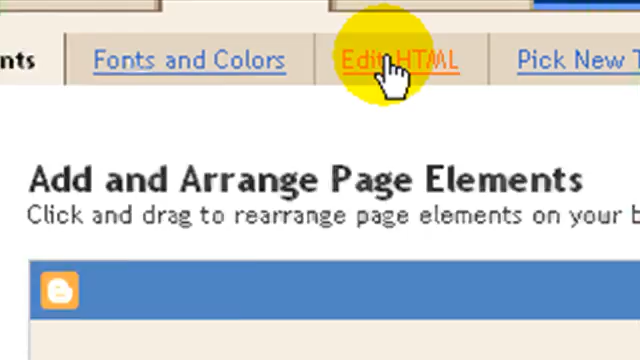 nts Fonts and Colors Edit HTML Pick New T
Add and Arrange Page Elements
Click and drag to rearrange page elements on your b